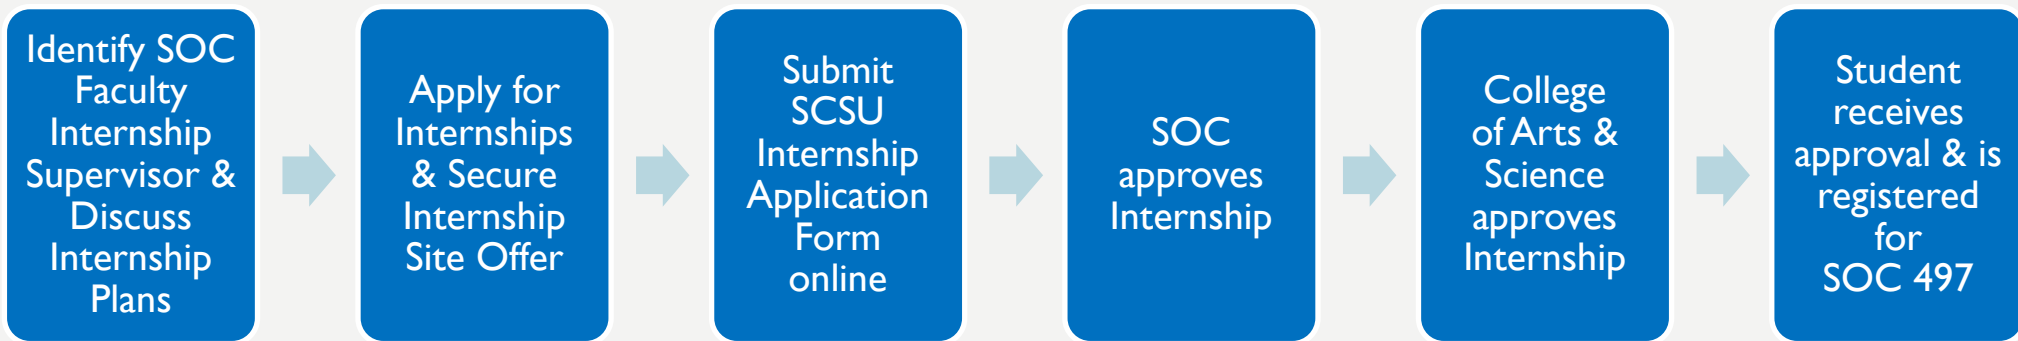 Identify SOC
Faculty
Internship
Supervisor &
Discuss
Internship
Plans
Apply for
Internships
& Secure
Internship
Site Offer
Submit
SCSU
Internship
Application
Form
online
SOC
approves
Internship
College
of Arts &
Science
approves
Internship
Student
receives
approval & is
registered
for
SOC 497